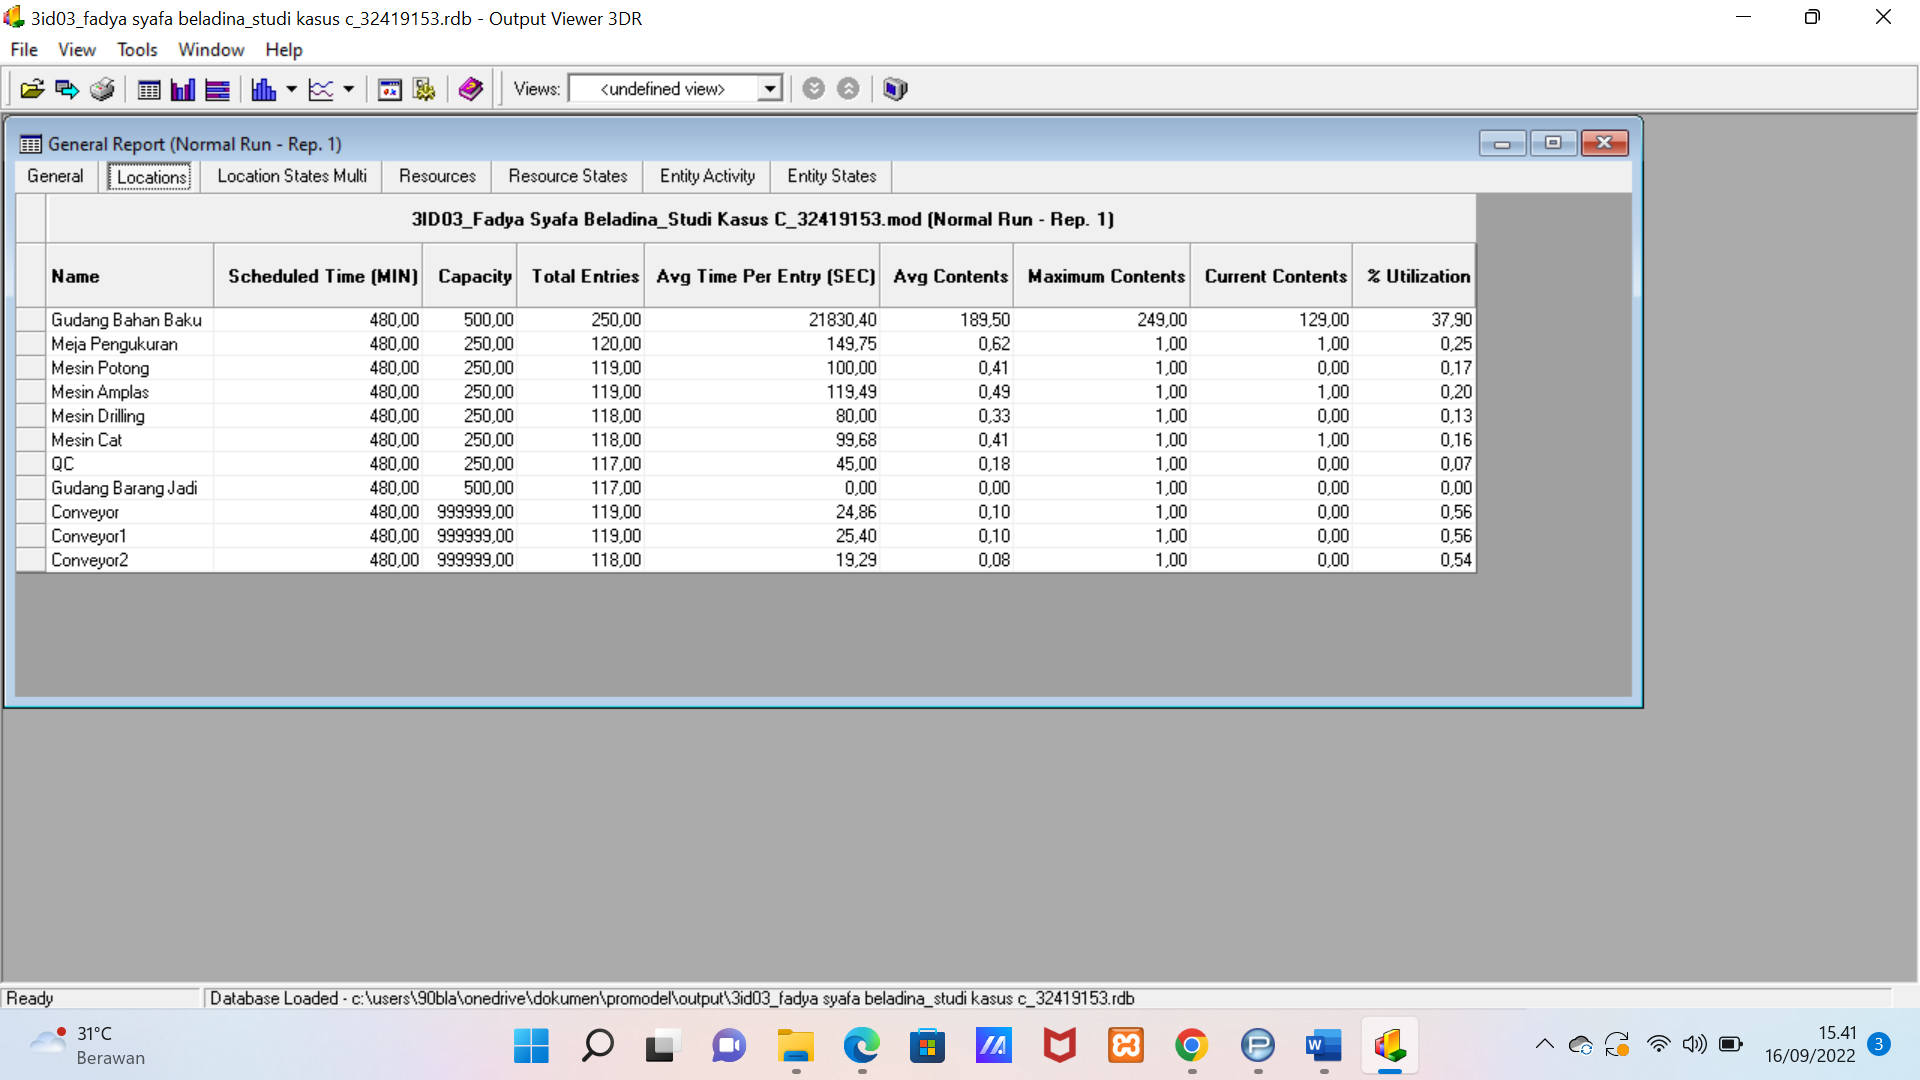 3id03_fadya syafa beladina_studi kasus c_32419153.rdb - Output Viewer 3DR
File View Tools Window Help
Views: <undefined view>
General Report (Normal Run - Rep. 1)
General Locations Location States Multi Resources Resource States Entity Activity Entity States
3ID03_Fadya Syafa Beladina_Studi Kasus C_32419153.mod (Normal Run - Rep. 1)
Name Scheduled Time (MIN) Capacity Total Entries Avg Time Per Entry (SEC) Avg Contents Maximum Contents Current Contents % Utilization
Gudang Bahan Baku 480,00 500,00 250,00 21830,40 189,50 249,00 129,00 37,90
Meja Pengukuran 480,00 250,00 120,00 149,75 0,62 1,00 1,00 0,25
Mesin Potong 480,00 250,00 119,00 100,00 0,41 1,00 0,00 0,17
Mesin Amplas 480,00 250,00 119,00 119,49 0,49 1,00 1,00 0,20
Mesin Drilling 480,00 250,00 118,00 80,00 0,33 1,00 0,00 0,13
Mesin Cat 480,00 250,00 118,00 99,68 0,41 1,00 1,00 0,16
QC 480,00 250,00 117,00 45,00 0,18 1,00 0,00 0,07
Gudang Barang Jadi 480,00 500,00 117,00 0,00 0,00 1,00 0,00 0,00
Conveyor 480,00 999999,00 119,00 24,86 0,10 1,00 0,00 0,56
Conveyor1 480,00 999999,00 119,00 25,40 0,10 1,00 0,00 0,56
Conveyor2 480,00 999999,00 118,00 19,29 0,08 1,00 0,00 0,54
Ready Database Loaded - c:\users\90bla\onedrive\dokumen\promodel\output\3id03_fadya syafa beladina_studi kasus c_32419153.rdb
31°C
Berawan
15.41
16/09/2022
3